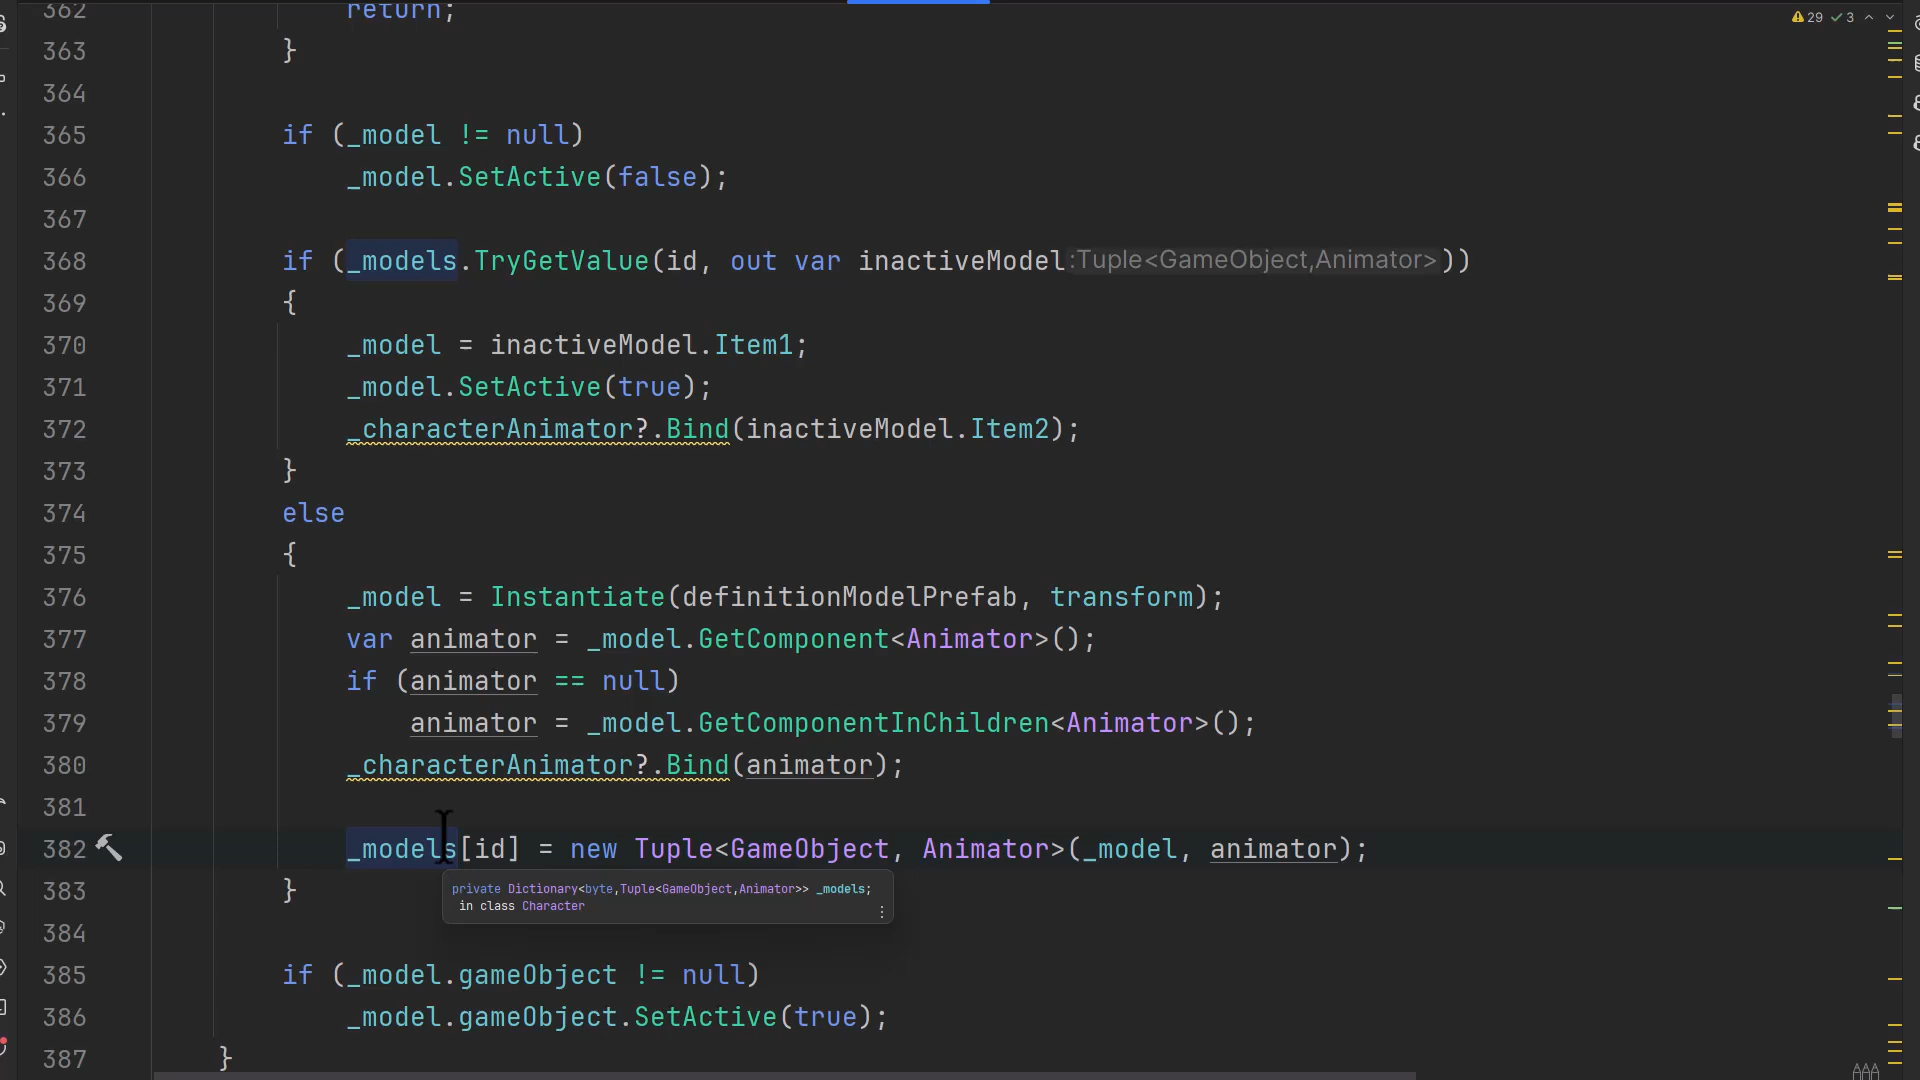 362 return;
29 3
363 }
364
365 if (_model != null)
366 _model.SetActive(false);
367
368 if (_models.TryGetValue(id, out var inactiveModel:Tuple<GameObject,Animator>))
369 {
370 _model = inactiveModel.Item1;
371 _model.SetActive(true);
372 _characterAnimator?.Bind(inactiveModel.Item2);
373 }
374 else
375 {
376 _model = Instantiate(definitionModelPrefab, transform);
377 var animator = _model.GetComponent<Animator>();
378 if (animator == null)
379 animator = _model.GetComponentInChildren<Animator>();
380 _characterAnimator?.Bind(animator);
381
382 _models[id] = new Tuple<GameObject, Animator>(_model, animator);
383 }
private Dictionary<byte,Tuple<GameObject,Animator>> _models;
in class Character
384
385 if (_model.gameObject != null)
386 _model.gameObject.SetActive(true);
387 }